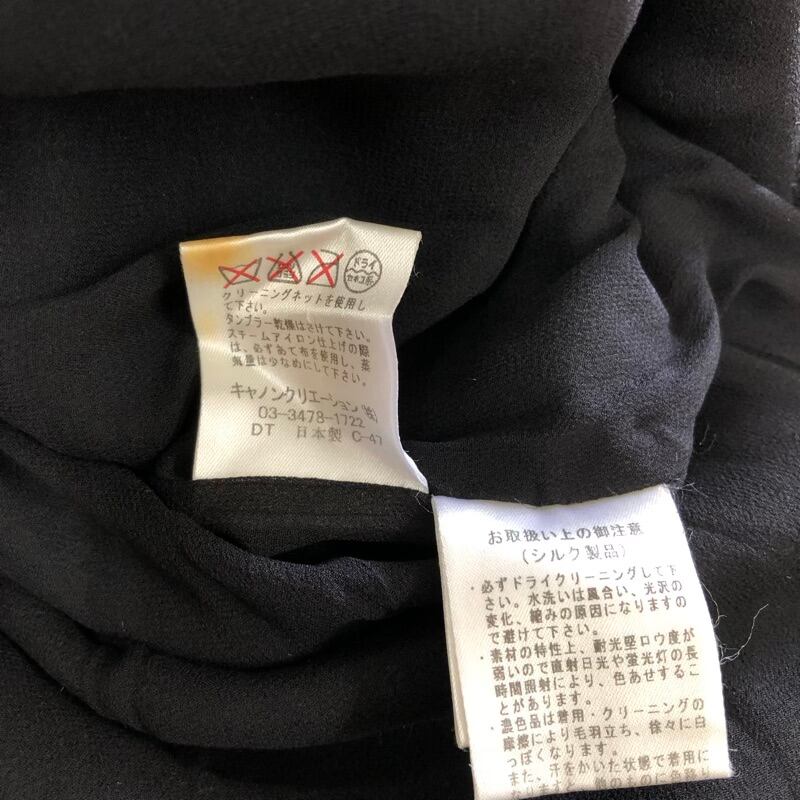 ドライ
セキユ系
クリーニングネットを使用し
て下さい。
タンブラー乾燥はさけて下さい。
スチームアイロン仕上げの際
は、必ずあて布を使用し、蒸
気量は少なめにして下さい。
キャノンクリエーション(株)
03-3478-1722
DT 日本製 C-47
お取扱い上の御注意
(シルク製品)
・必ずドライクリーニングして下
さい。水洗いは風合い、光沢の
変化、縮みの原因になりますの
で避けて下さい。
・素材の特性上、耐光堅ロウ度が
弱いので直射日光や蛍光灯の長
時間照射により、色あせするこ
とがあります。
・濃色品は着用・クリーニングの
摩擦により毛羽立ち、徐々に白
っぽくなります。
また、汗をかいた状態で着用に